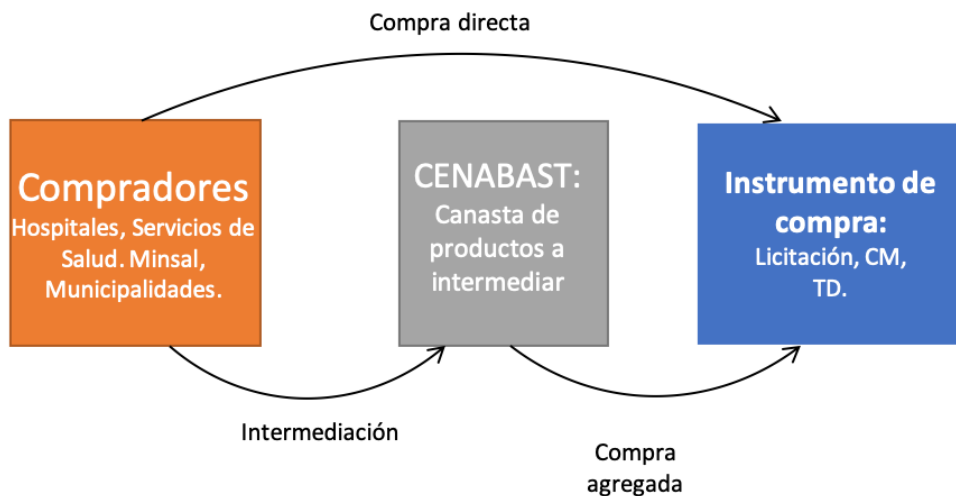 Compra directa
Compradores
Hospitales, Servicios de
Salud. Minsal,
Municipalidades.
CENABAST:
Canasta de
productos a
intermediar
Instrumento de
compra:
Licitación, CM,
TD.
Intermediación
Compra
agregada